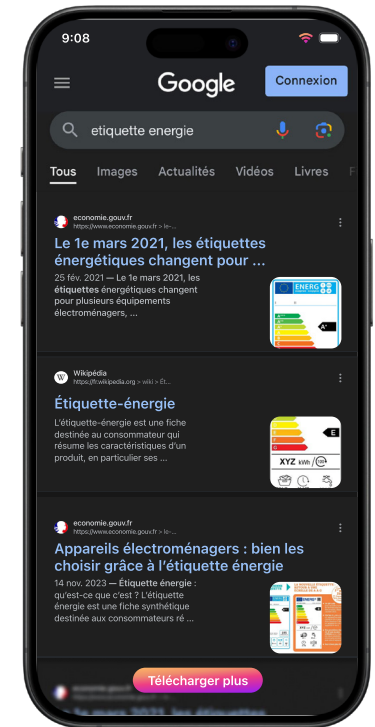 9:08
Google
Connexion
etiquette energie
Tous Images Actualités Vidéos Livres F
economie.gouv.fr
https://www.economie.gouv.fr > le-...
Le 1e mars 2021, les étiquettes
énergétiques changent pour ...
25 fév. 2021 — Le 1e mars 2021, les
étiquettes énergétiques changent
pour plusieurs équipements
électroménagers, ...
ENERG
A+
Wikipédia
https://fr.wikipedia.org > wiki > Ét...
Étiquette-énergie
L'étiquette-énergie est une fiche
destinée au consommateur qui
résume les caractéristiques d'un
produit, en particulier ses ...
E
XYZ kWh /
economie.gouv.fr
https://www.economie.gouv.fr > le-...
Appareils électroménagers : bien les
choisir grâce à l'étiquette énergie
14 nov. 2023 — Étiquette énergie :
qu'est-ce que c'est ? L'étiquette
énergie est une fiche synthétique
destinée aux consommateurs ré ...
Télécharger plus